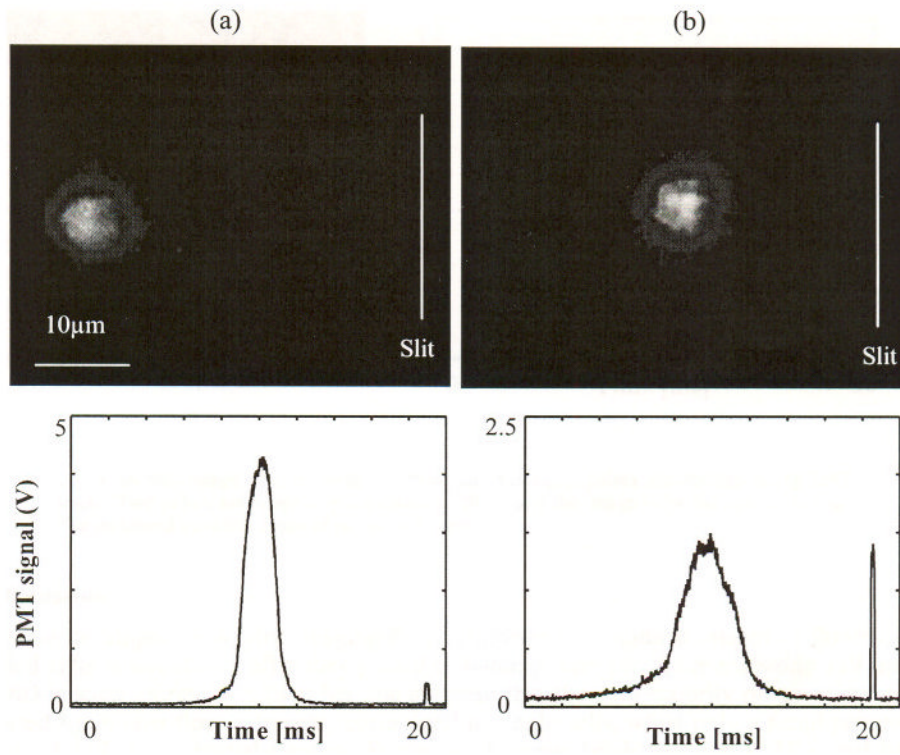 (a)
(b)
10μm
Slit
Slit
5
2.5
PMT signal (V)
0
0
0
Time [ms]
20
0
Time [ms]
20